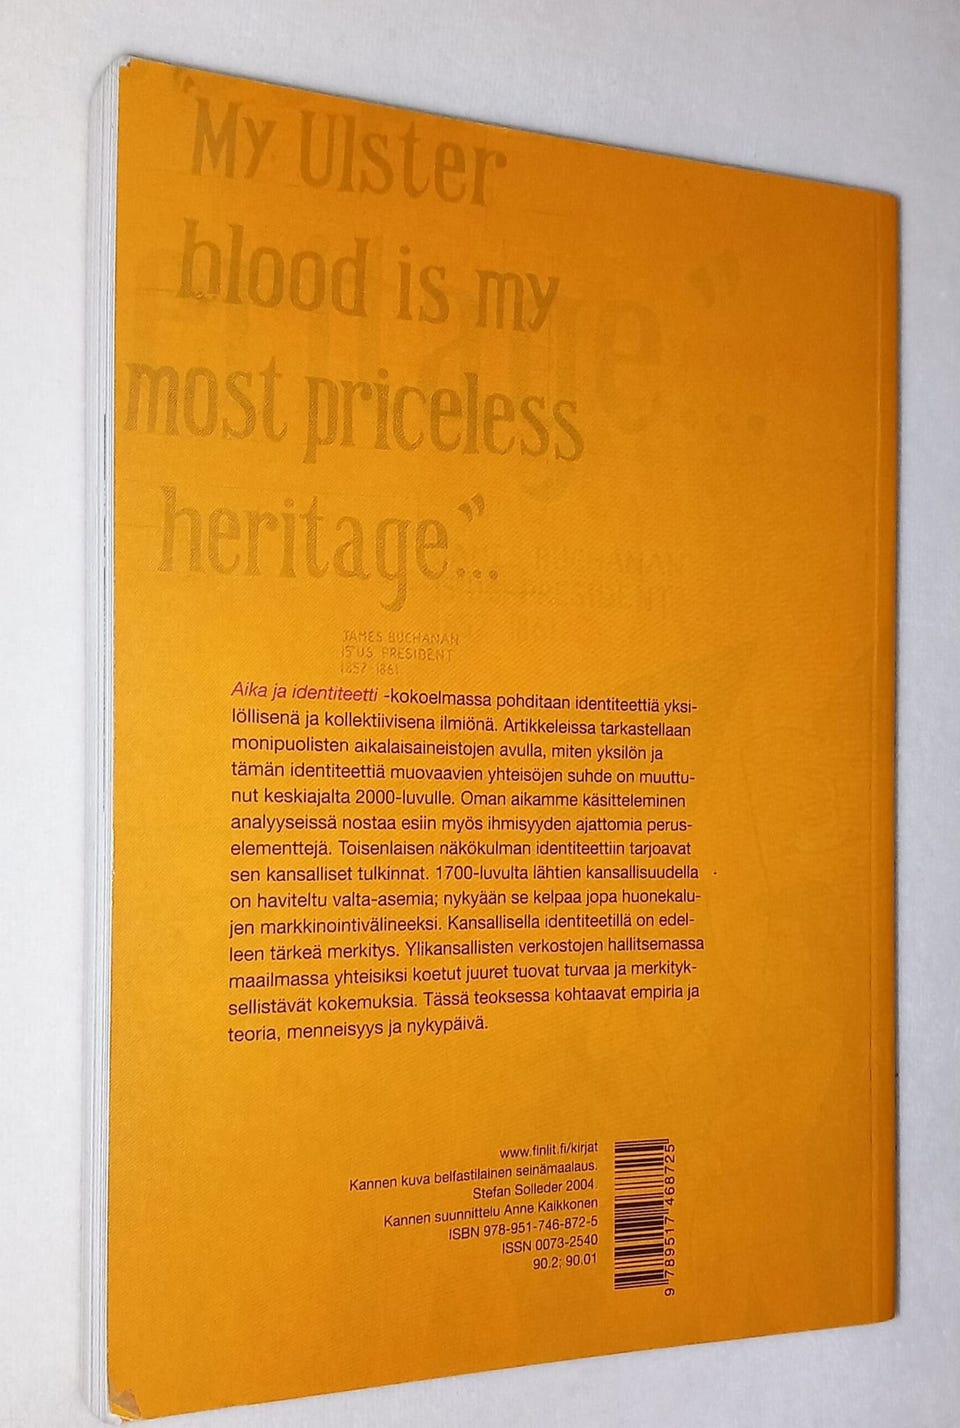 "My Ulster
blood is my
most priceless
heritage..."
JAMES BUCHANAN
15 US PRESIDENT
1857-1861
Aika ja identiteetti -kokoelmassa pohditaan identiteettiä yksi-
löllisenä ja kollektiivisena ilmiönä. Artikkeleissa tarkastellaan
monipuolisten aikalaisaineistojen avulla, miten yksilön ja
tämän identiteettiä muovaavien yhteisöjen suhde on muuttu-
nut keskiajalta 2000-luvulle. Oman aikamme käsitteleminen
analyyseissä nostaa esiin myös ihmisyyden ajattomia perus-
elementtejä. Toisenlaisen näkökulman identiteettiin tarjoavat
sen kansalliset tulkinnat. 1700-luvulta lähtien kansallisuudella
on haviteltu valta-asemia; nykyään se kelpaa jopa huonekalu-
jen markkinointivälineeksi. Kansallisella identiteetillä on edel-
leen tärkeä merkitys. Ylikansallisten verkostojen hallitsemassa
maailmassa yhteisiksi koetut juuret tuovat turvaa ja merkityk-
sellistävät kokemuksia. Tässä teoksessa kohtaavat empiria ja
teoria, menneisyys ja nykypäivä.
www.finlit.fi/kirjat
Kannen kuva belfastilainen seinämaalaus.
Stefan Solleder 2004.
Kannen suunnittelu Anne Kaikkonen
ISBN 978-951-746-872-5
ISSN 0073-2540
90.2; 90.01
9 789517 468725